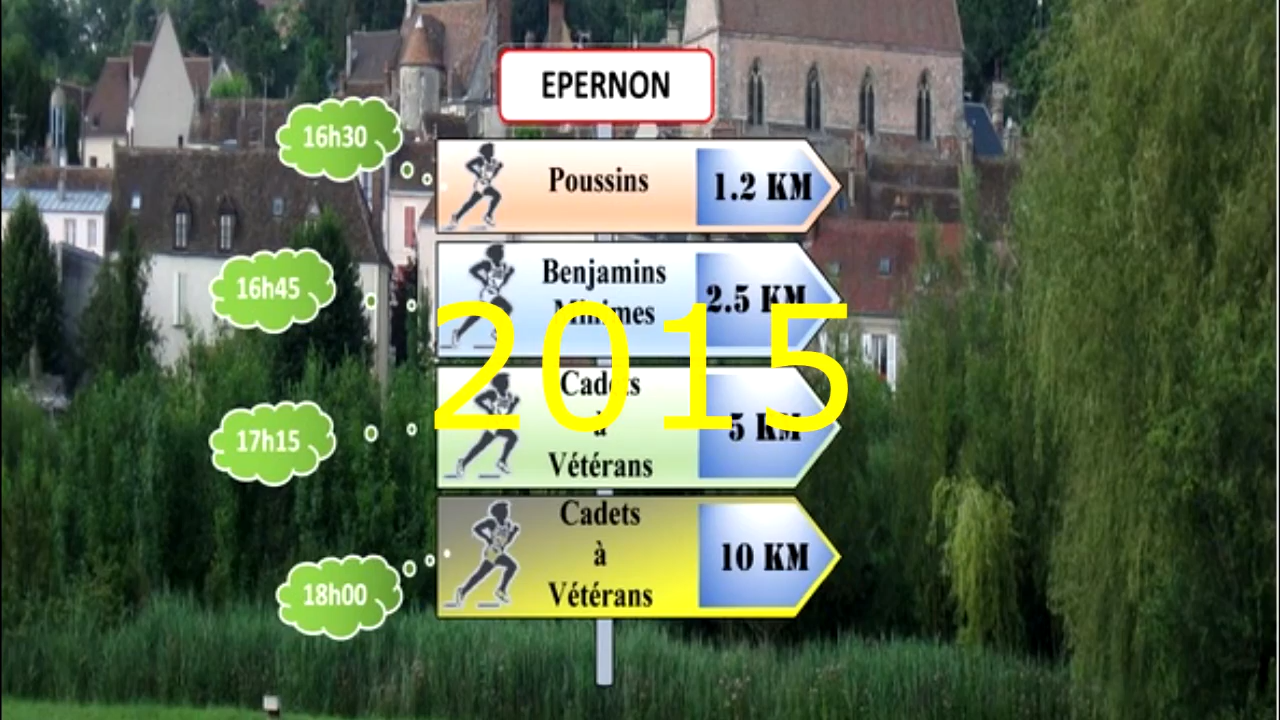 EPERNON
16h30
Poussins
1.2 KM
16h45
Benjamins
Minimes
2.5 KM
2015
17h15
Cadets
à
Vétérans
5 KM
18h00
Cadets
à
Vétérans
10 KM